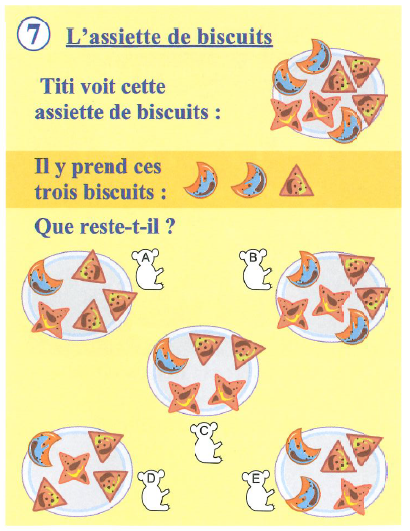 7 L'assiette de biscuits
Titi voit cette
assiette de biscuits :
Il y prend ces
trois biscuits :
Que reste-t-il ?
A
B
C
D
E